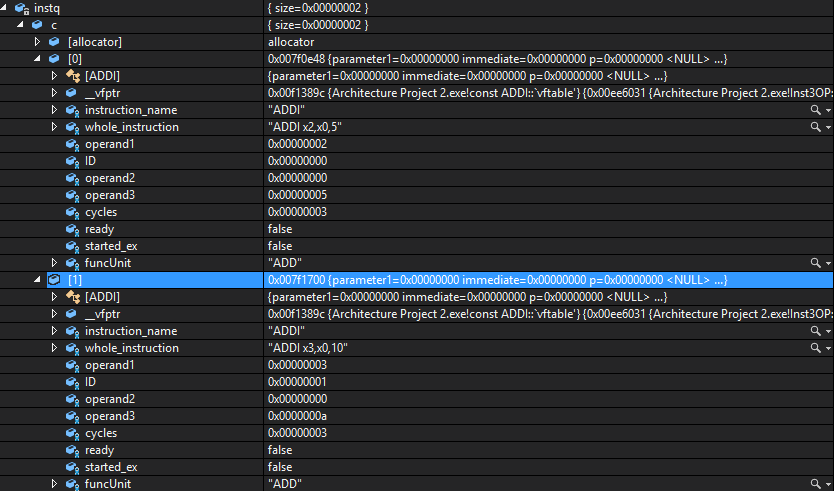 instq { size=0x00000002 }
c { size=0x00000002 }
[allocator] allocator
[0] 0x007f0e48 {parameter1=0x00000000 immediate=0x00000000 p=0x00000000 <NULL> ...}
[ADDI] {parameter1=0x00000000 immediate=0x00000000 p=0x00000000 <NULL> ...}
__vfptr 0x00f1389c {Architecture Project 2.exe!const ADDI::`vftable'} {0x00ee6031 {Architecture Project 2.exe!Inst3OP:
instruction_name "ADDI"
whole_instruction "ADDI x2,x0,5"
operand1 0x00000002
ID 0x00000000
operand2 0x00000000
operand3 0x00000005
cycles 0x00000003
ready false
started_ex false
funcUnit "ADD"
[1] 0x007f1700 {parameter1=0x00000000 immediate=0x00000000 p=0x00000000 <NULL> ...}
[ADDI] {parameter1=0x00000000 immediate=0x00000000 p=0x00000000 <NULL> ...}
__vfptr 0x00f1389c {Architecture Project 2.exe!const ADDI::`vftable'} {0x00ee6031 {Architecture Project 2.exe!Inst3OP:
instruction_name "ADDI"
whole_instruction "ADDI x3,x0,10"
operand1 0x00000003
ID 0x00000001
operand2 0x00000000
operand3 0x0000000a
cycles 0x00000003
ready false
started_ex false
funcUnit "ADD"